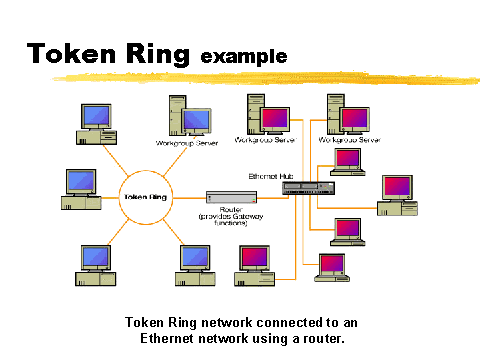 Token Ring example
Workgroup Server
Workgroup Server
Workgroup Server
Ethernet Hub
Token Ring
Router
(provides Gateway
functions)
Token Ring network connected to an
Ethernet network using a router.